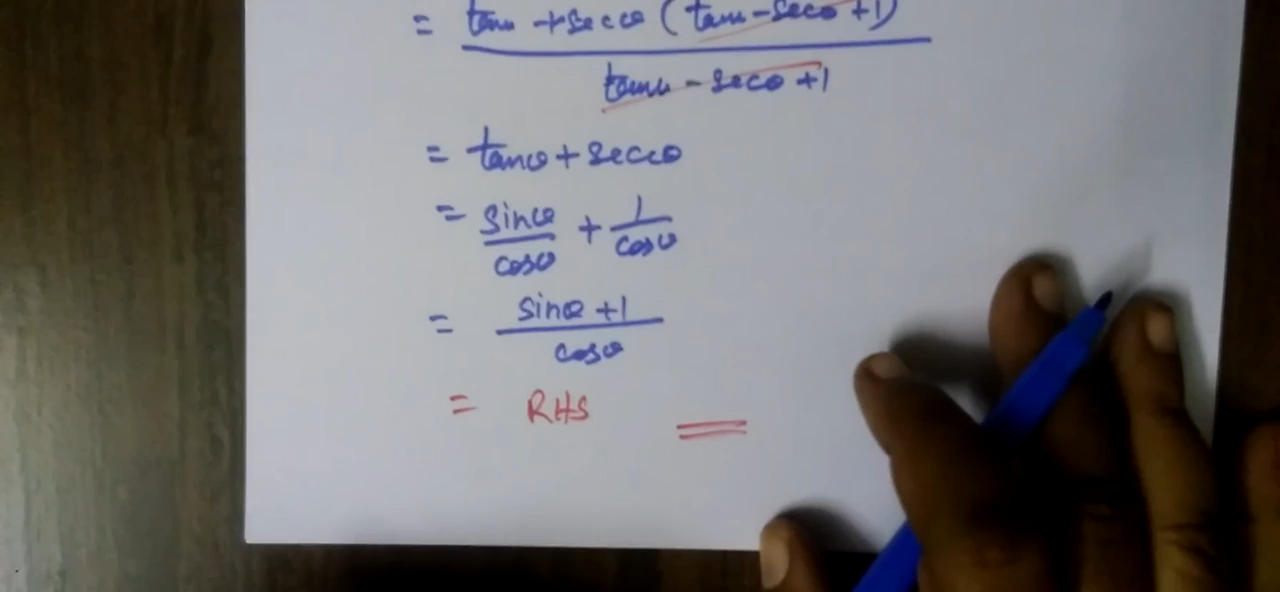 = tanθ + secθ (tanθ - secθ + 1)
tanθ - secθ + 1
= tanθ + secθ
= sinθ/cosθ + 1/cosθ
= sinθ + 1 / cosθ
= RHS